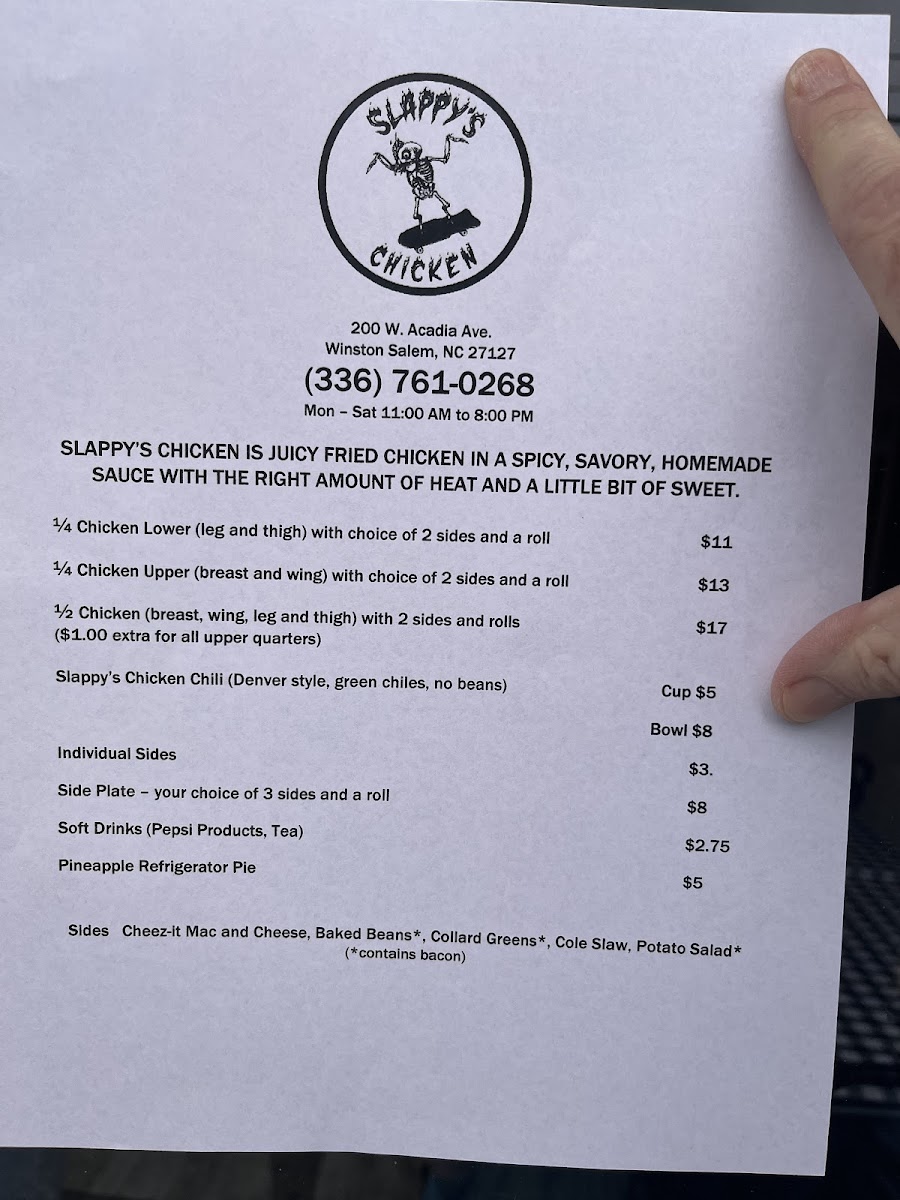 SLAPPY'S
CHICKEN
200 W. Acadia Ave.
Winston Salem, NC 27127
(336) 761-0268
Mon – Sat 11:00 AM to 8:00 PM
SLAPPY'S CHICKEN IS JUICY FRIED CHICKEN IN A SPICY, SAVORY, HOMEMADE
SAUCE WITH THE RIGHT AMOUNT OF HEAT AND A LITTLE BIT OF SWEET.
¼ Chicken Lower (leg and thigh) with choice of 2 sides and a roll $11
¼ Chicken Upper (breast and wing) with choice of 2 sides and a roll $13
½ Chicken (breast, wing, leg and thigh) with 2 sides and rolls $17
($1.00 extra for all upper quarters)
Slappy's Chicken Chili (Denver style, green chiles, no beans) Cup $5
Bowl $8
Individual Sides $3.
Side Plate – your choice of 3 sides and a roll $8
Soft Drinks (Pepsi Products, Tea) $2.75
Pineapple Refrigerator Pie $5
Sides Cheez-it Mac and Cheese, Baked Beans*, Collard Greens*, Cole Slaw, Potato Salad*
(*contains bacon)